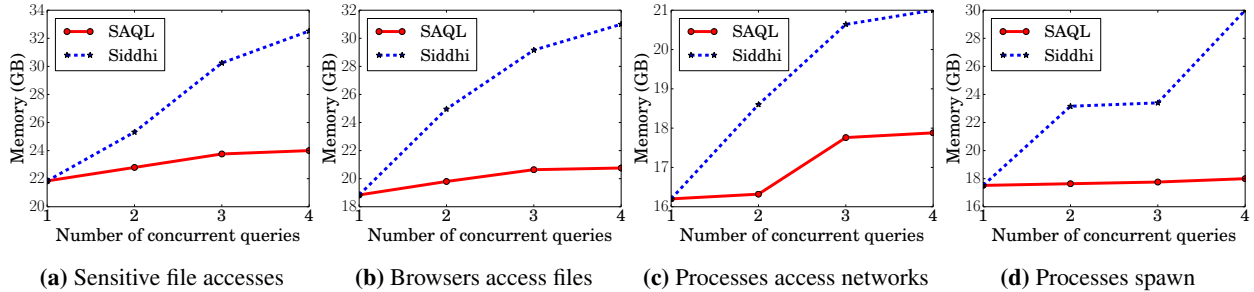 34
32
30
28
26
24
22
20
Memory (GB)
SAQL
Siddhi
1 2 3 4
Number of concurrent queries
(a) Sensitive file accesses
34
32
30
28
26
24
22
20
18
Memory (GB)
SAQL
Siddhi
1 2 3 4
Number of concurrent queries
(b) Browsers access files
21
20
19
18
17
16
Memory (GB)
SAQL
Siddhi
1 2 3 4
Number of concurrent queries
(c) Processes access networks
30
28
26
24
22
20
18
16
Memory (GB)
SAQL
Siddhi
1 2 3 4
Number of concurrent queries
(d) Processes spawn